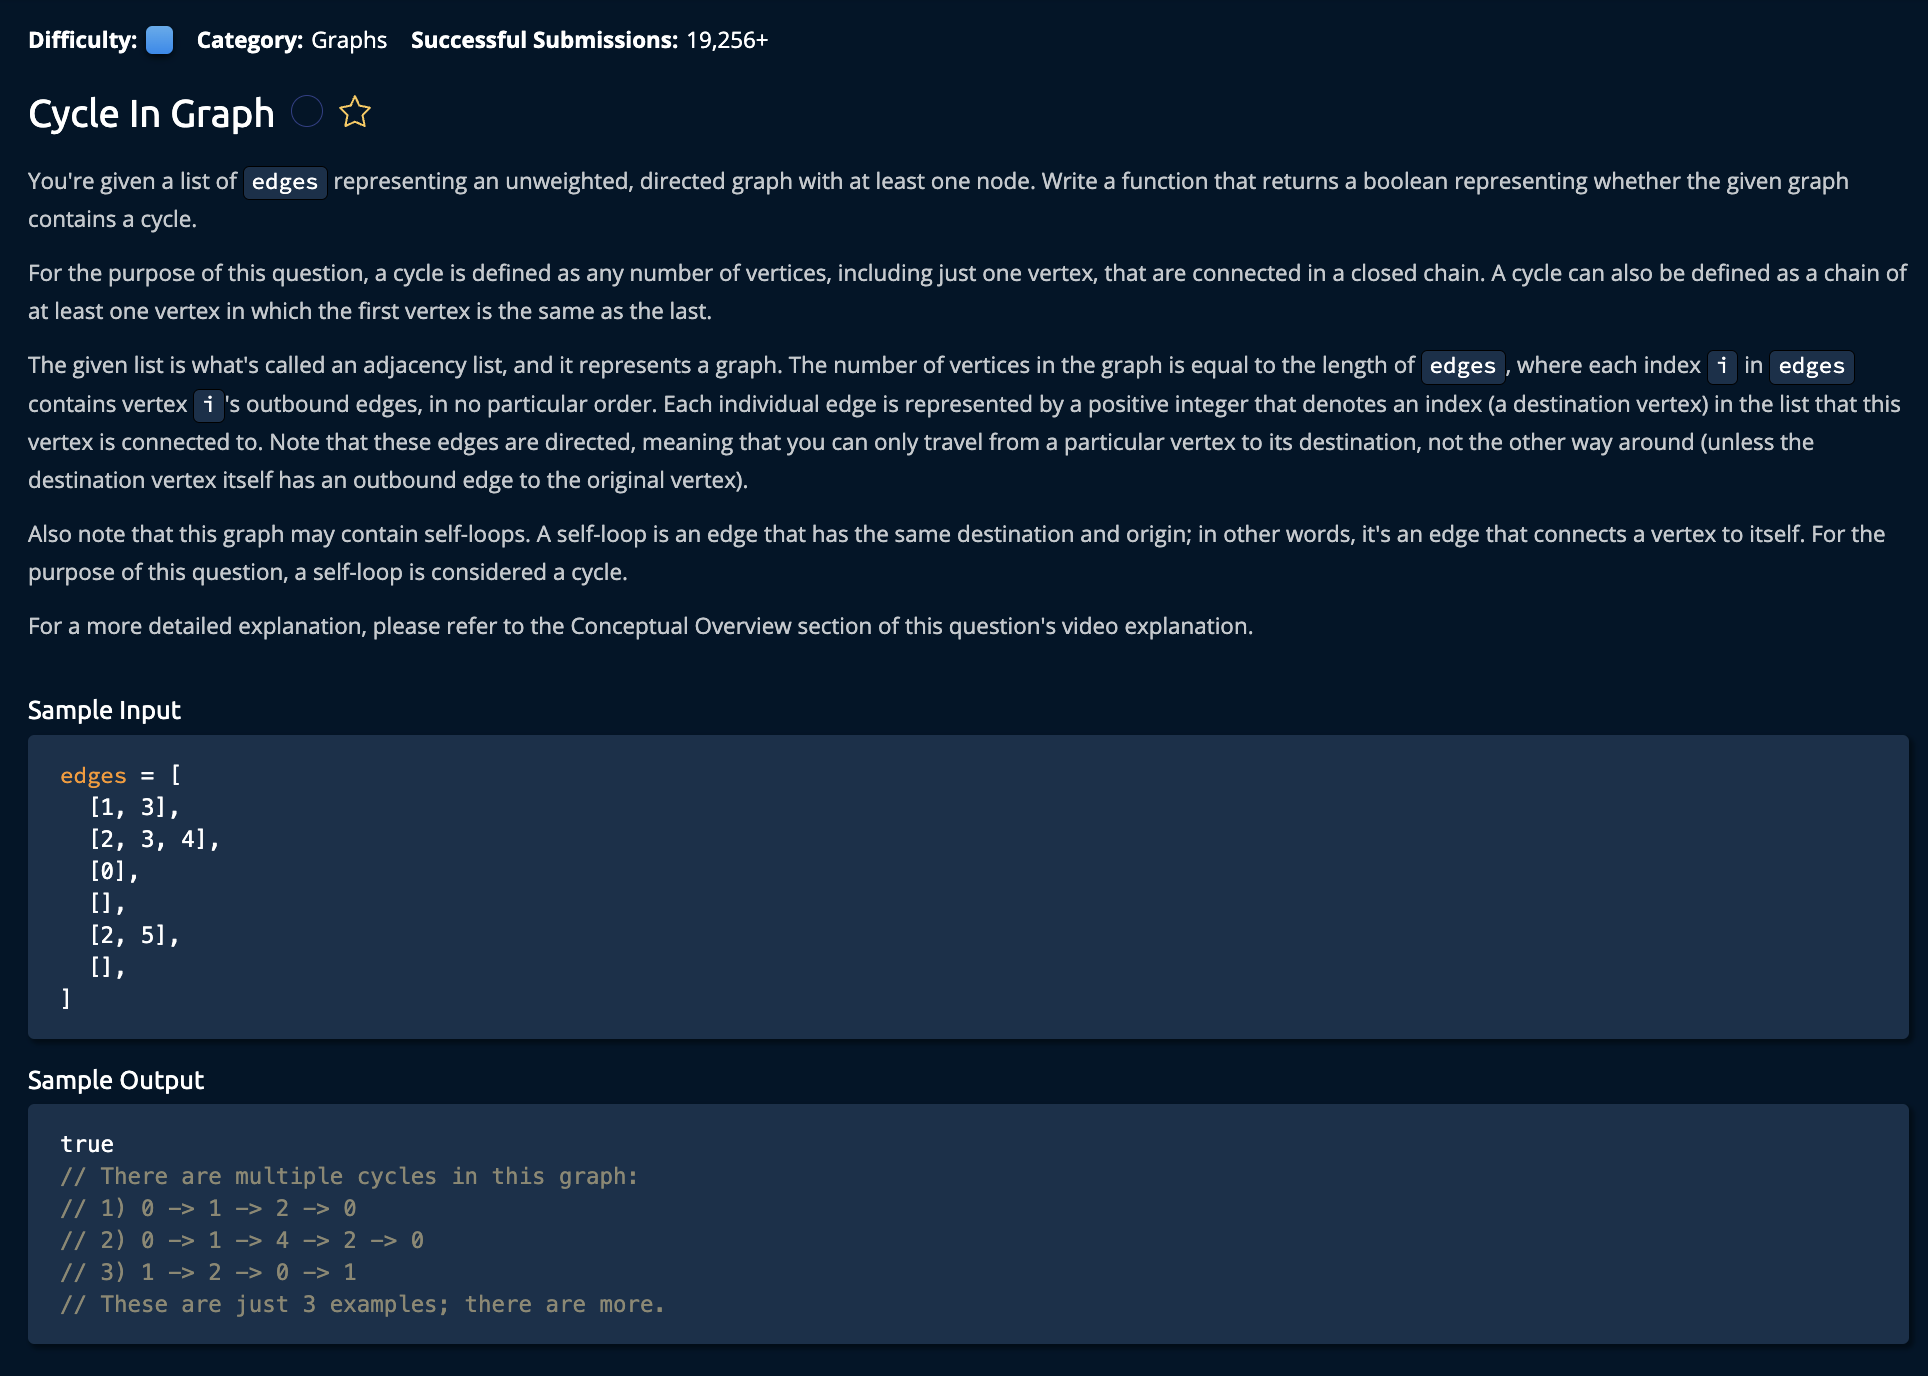 Difficulty: Category: Graphs Successful Submissions: 19,256+
Cycle In Graph
You're given a list of edges representing an unweighted, directed graph with at least one node. Write a function that returns a boolean representing whether the given graph
contains a cycle.
For the purpose of this question, a cycle is defined as any number of vertices, including just one vertex, that are connected in a closed chain. A cycle can also be defined as a chain of
at least one vertex in which the first vertex is the same as the last.
The given list is what's called an adjacency list, and it represents a graph. The number of vertices in the graph is equal to the length of edges, where each index i in edges
contains vertex i's outbound edges, in no particular order. Each individual edge is represented by a positive integer that denotes an index (a destination vertex) in the list that this
vertex is connected to. Note that these edges are directed, meaning that you can only travel from a particular vertex to its destination, not the other way around (unless the
destination vertex itself has an outbound edge to the original vertex).
Also note that this graph may contain self-loops. A self-loop is an edge that has the same destination and origin; in other words, it's an edge that connects a vertex to itself. For the
purpose of this question, a self-loop is considered a cycle.
For a more detailed explanation, please refer to the Conceptual Overview section of this question's video explanation.
Sample Input
edges = [
[1, 3],
[2, 3, 4],
[0],
[],
[2, 5],
[],
]
Sample Output
true
// There are multiple cycles in this graph:
// 1) 0 -> 1 -> 2 -> 0
// 2) 0 -> 1 -> 4 -> 2 -> 0
// 3) 1 -> 2 -> 0 -> 1
// These are just 3 examples; there are more.